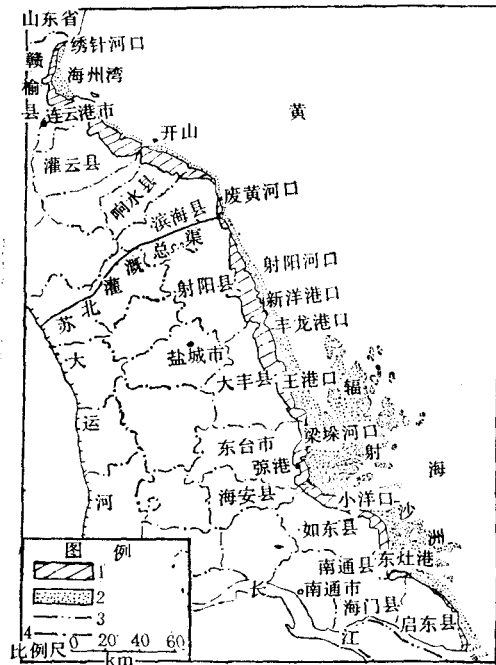 山东省
绣针河口
赣榆县
海州湾
连云港市
黄
开山
灌云县
响水县
滨海县
废黄河口
苏北灌溉总渠
射阳河口
射阳县
新洋港口
丰龙港口
大运河
盐城市
大丰县
王港口
辐射沙洲
梁垛河口
东台市
弶港
海
海安县
小洋口
如东县
南通县
东灶港
南通市
海门县
启东县
长江
图 例
1
2
3
4
比例尺
0 20 40 60
km